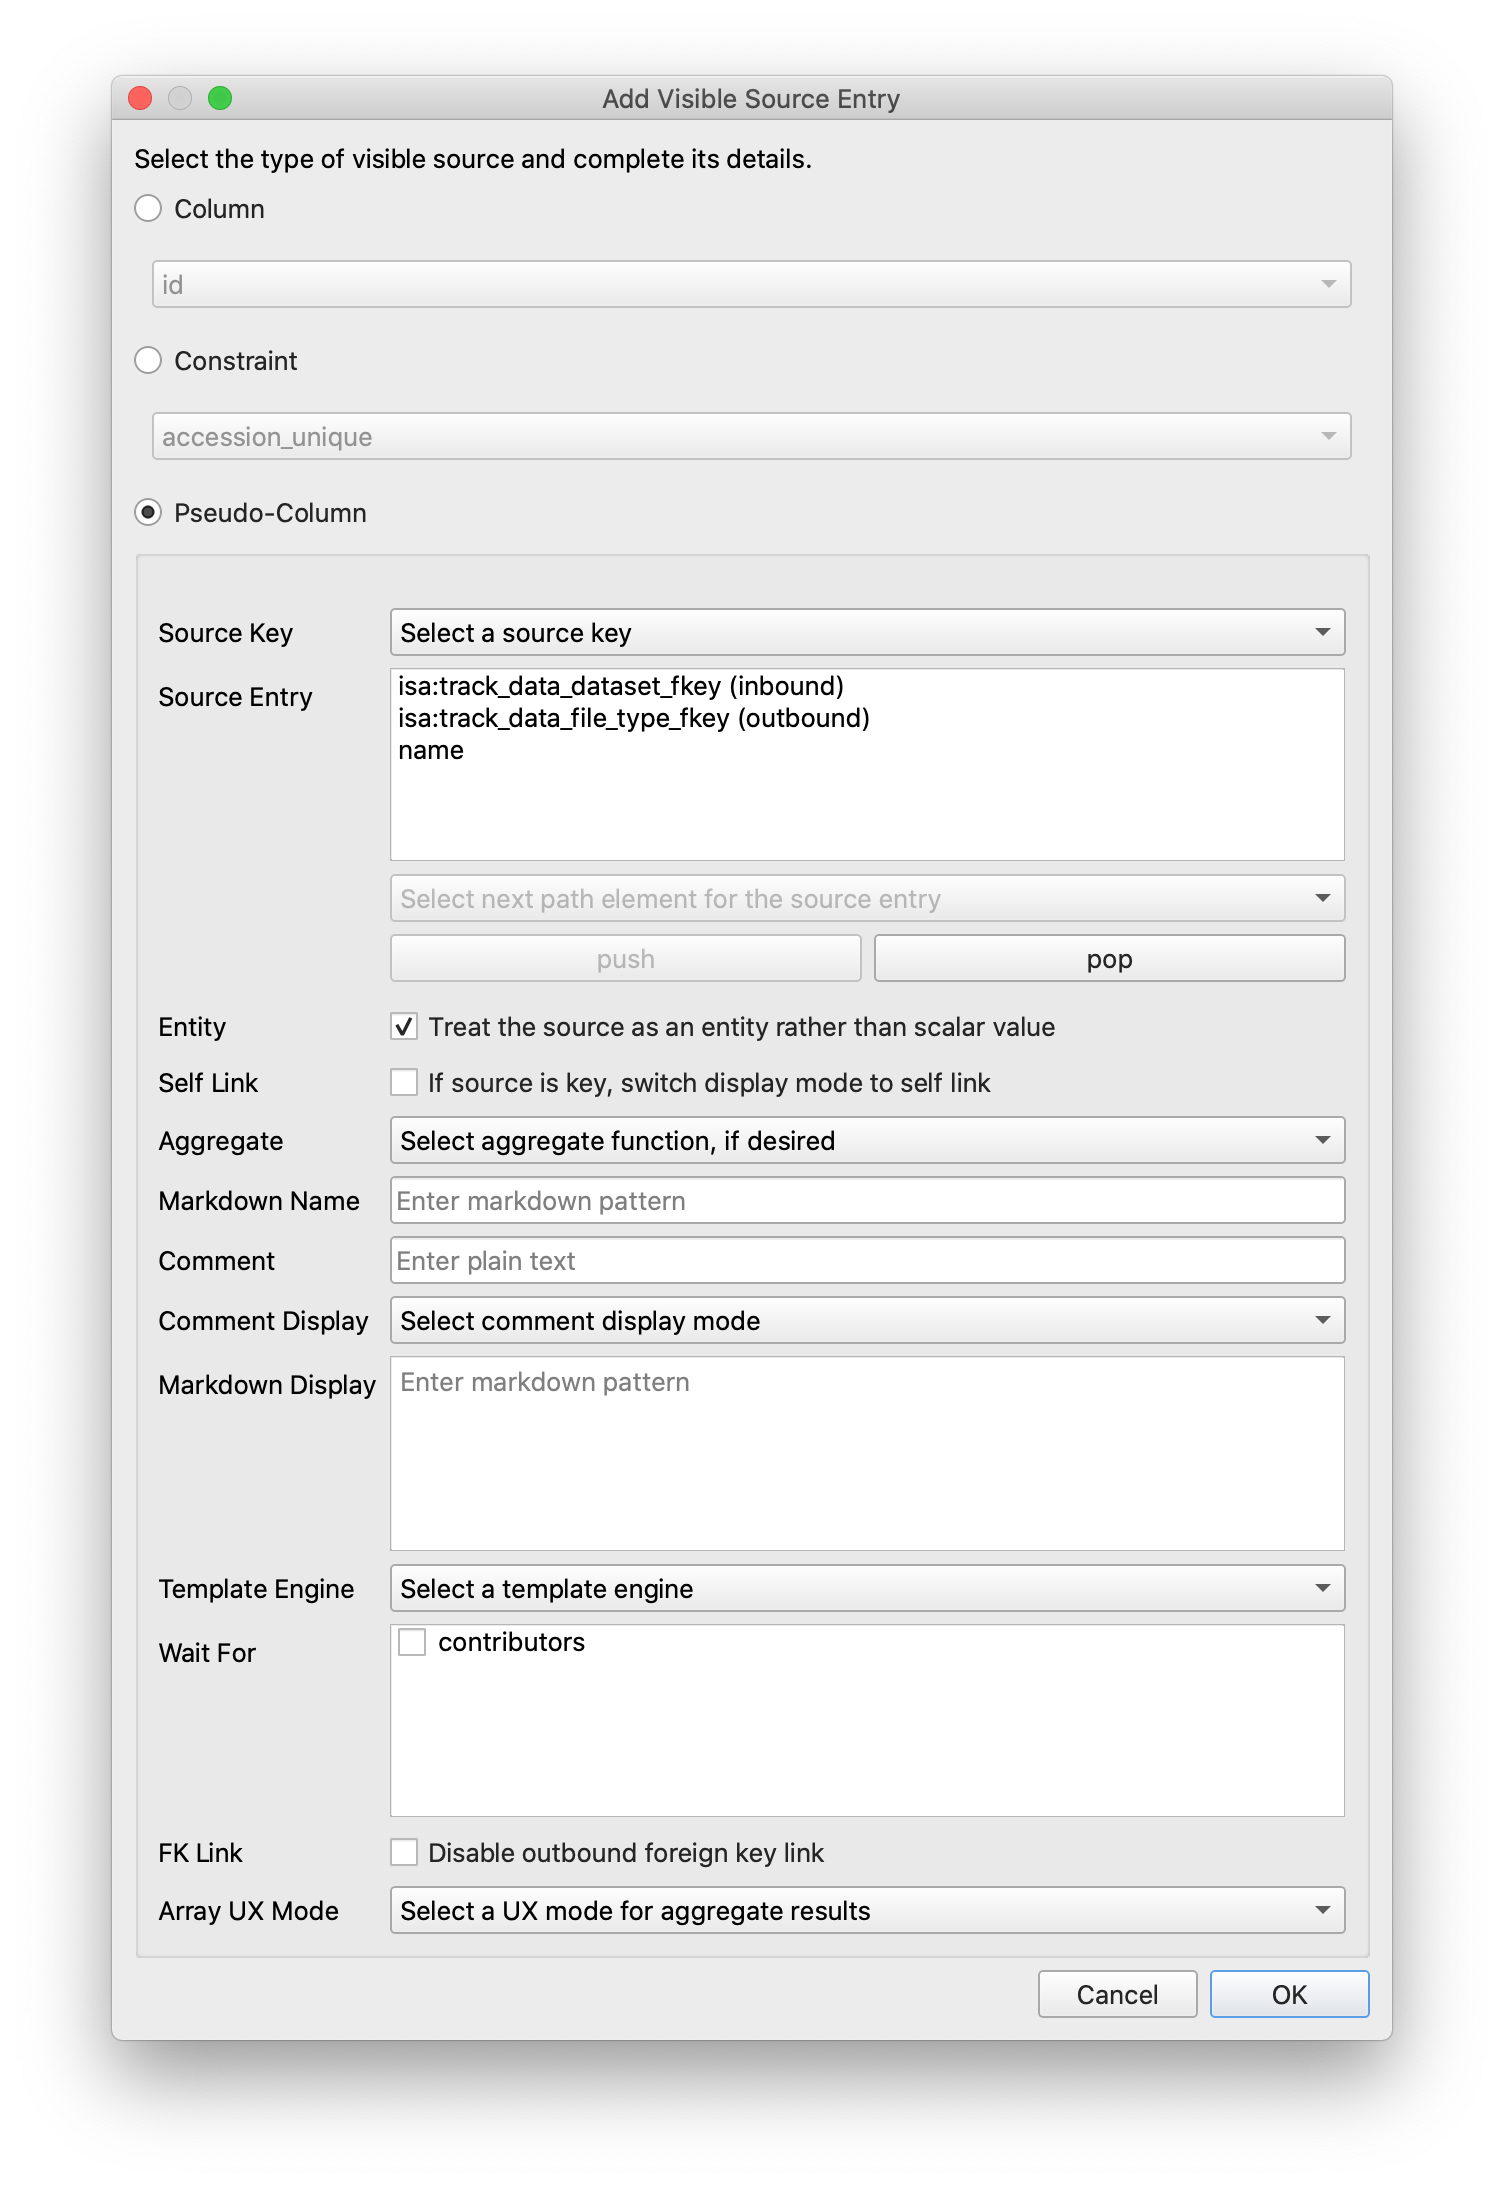 Add Visible Source Entry
Select the type of visible source and complete its details.
Column
id
Constraint
accession_unique
Pseudo-Column
Source Key
Select a source key
Source Entry
isa:track_data_dataset_fkey (inbound)
isa:track_data_file_type_fkey (outbound)
name
Select next path element for the source entry
push
pop
Entity
Treat the source as an entity rather than scalar value
Self Link
If source is key, switch display mode to self link
Aggregate
Select aggregate function, if desired
Markdown Name
Enter markdown pattern
Comment
Enter plain text
Comment Display
Select comment display mode
Markdown Display
Enter markdown pattern
Template Engine
Select a template engine
Wait For
contributors
FK Link
Disable outbound foreign key link
Array UX Mode
Select a UX mode for aggregate results
Cancel
OK